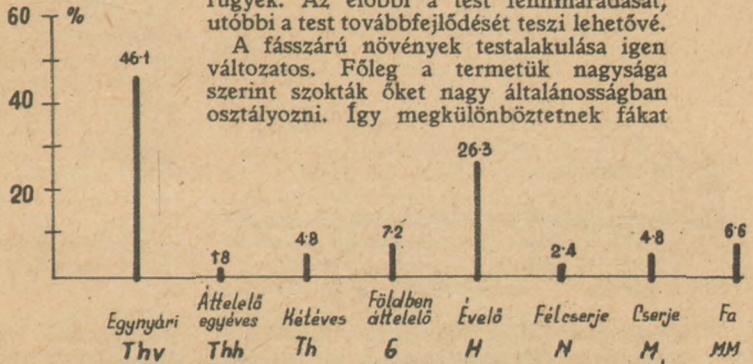 rügyek. Az előbbi a test fennmaradását,
utóbbi a test továbbfejlődését teszi lehetővé.
A fásszárú növények testalakulása igen
változatos. Főleg a termetük nagysága
szerint szokták őket nagy általánosságban
osztályozni. Így megkülönböztetnek fákat
60 %
40
20
46·1
1·8
4·8
7·2
26·3
2·4
4·8
6·6
Egynyári
Áttelelő egyéves
Kétéves
Földben áttelelő
Évelő
Félcserje
Cserje
Fa
Thv Thh Th G H N M MM